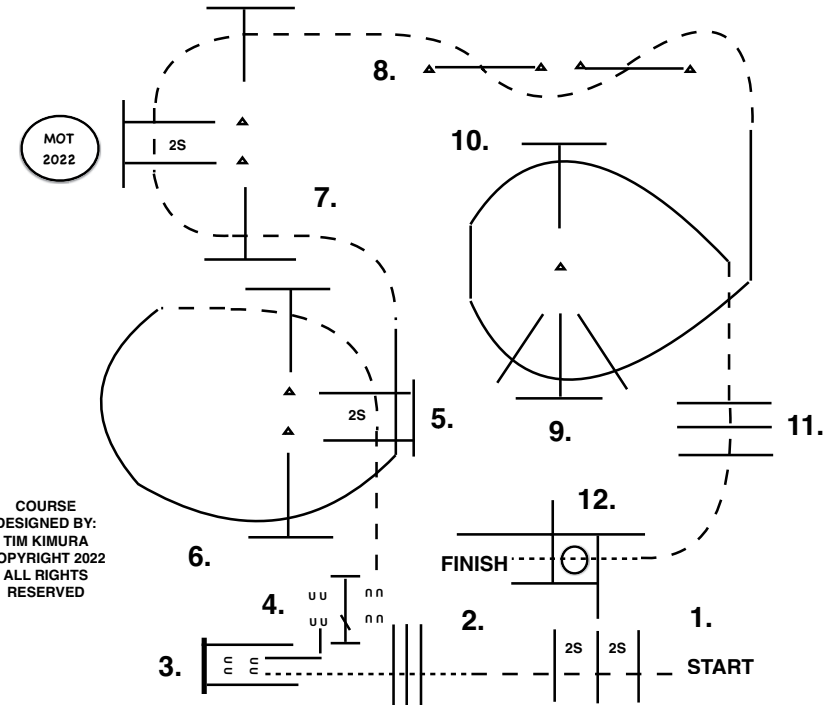 8.
10.
MOT
2022
2S
7.
2S
5.
9.
11.
COURSE
DESIGNED BY:
TIM KIMURA
COPYRIGHT 2022
ALL RIGHTS
RESERVED
6.
12.
FINISH
4.
2.
1.
2S
2S
3.
START